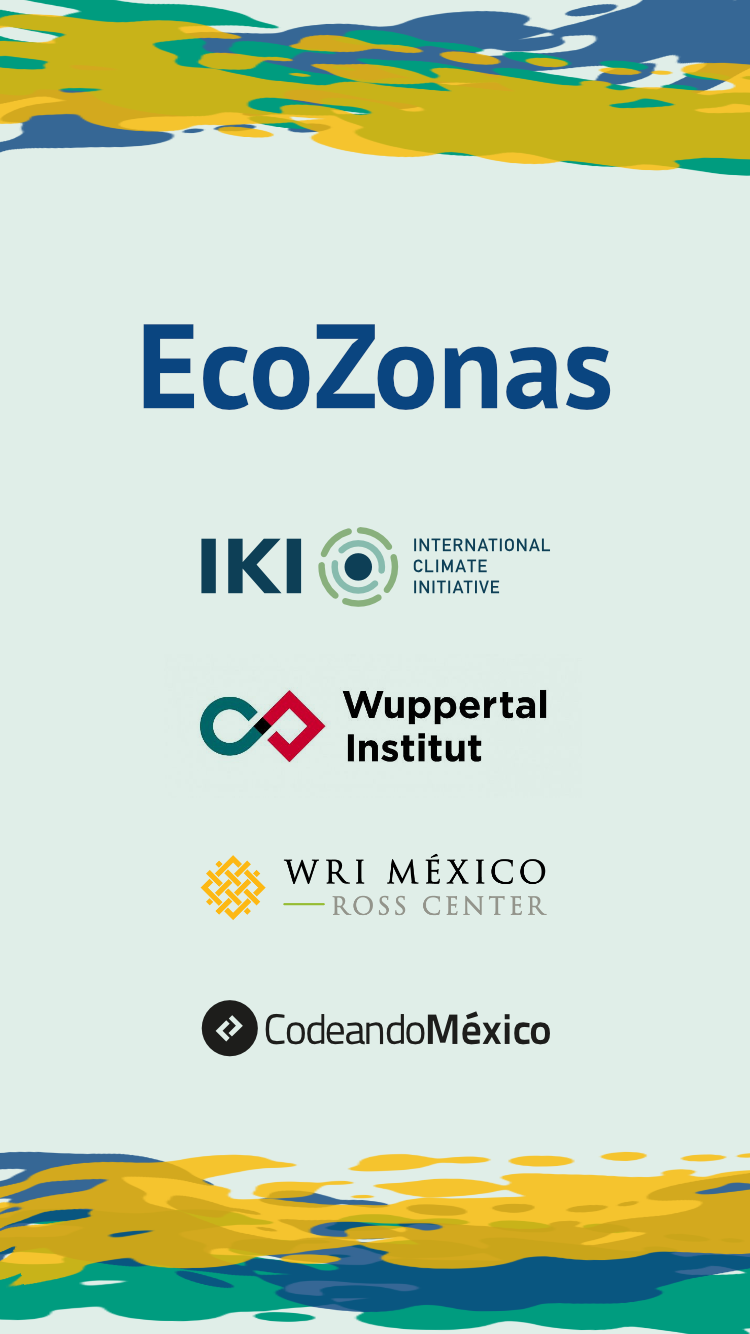 EcoZonas
IKI
INTERNATIONAL
CLIMATE
INITIATIVE
Wuppertal
Institut
WRI MÉXICO
ROSS CENTER
CodeandoMéxico